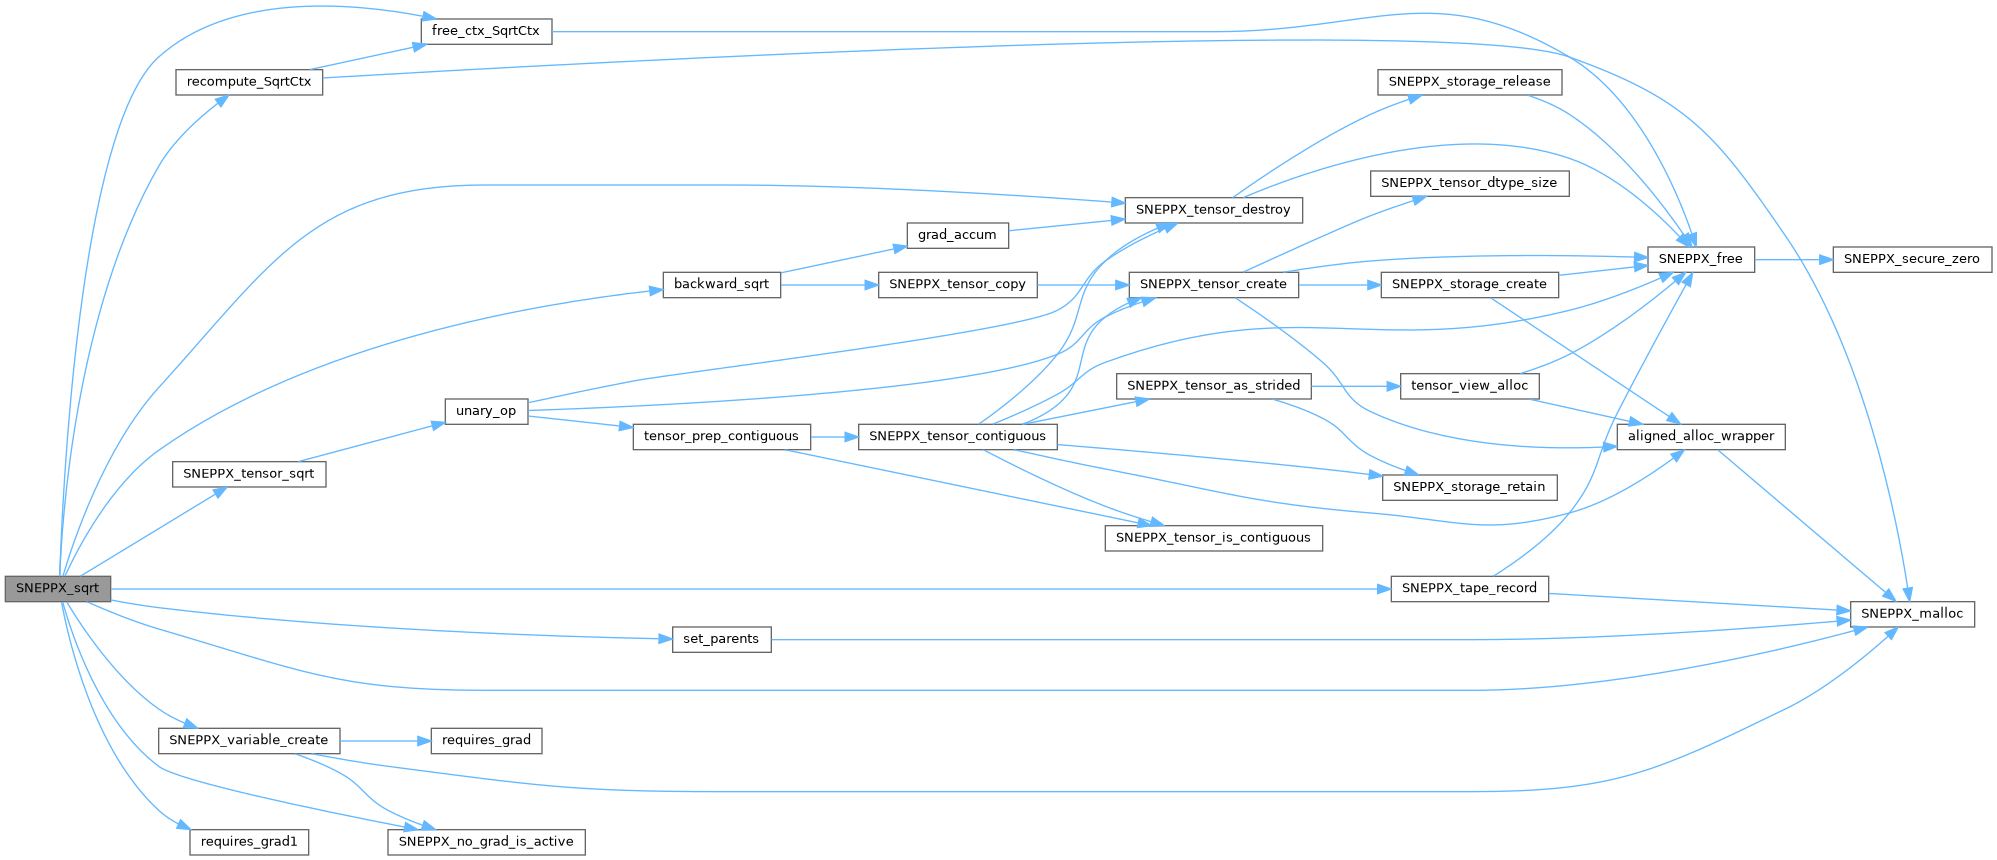 free_ctx_SqrtCtx
recompute_SqrtCtx
SNEPPX_storage_release
SNEPPX_tensor_dtype_size
SNEPPX_tensor_destroy
grad_accum
SNEPPX_free
SNEPPX_secure_zero
backward_sqrt
SNEPPX_tensor_copy
SNEPPX_tensor_create
SNEPPX_storage_create
SNEPPX_tensor_as_strided
tensor_view_alloc
unary_op
tensor_prep_contiguous
SNEPPX_tensor_contiguous
aligned_alloc_wrapper
SNEPPX_tensor_sqrt
SNEPPX_storage_retain
SNEPPX_tensor_is_contiguous
SNEPPX_sqrt
SNEPPX_tape_record
SNEPPX_malloc
set_parents
SNEPPX_variable_create
requires_grad
requires_grad1
SNEPPX_no_grad_is_active